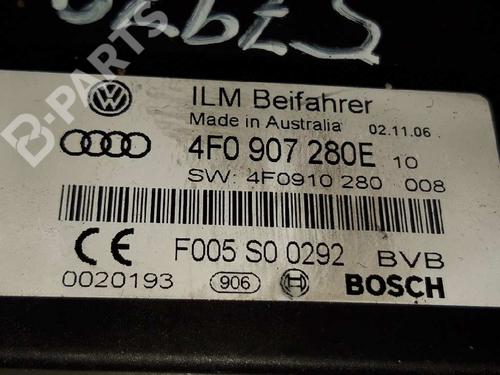 B-PARTS
ILM Beifahrer
Made in Australia 02.11.06
4F0 907 280E 10
SW: 4F0910 280 008
F005 S0 0292 BVB
0020193 906 BOSCH